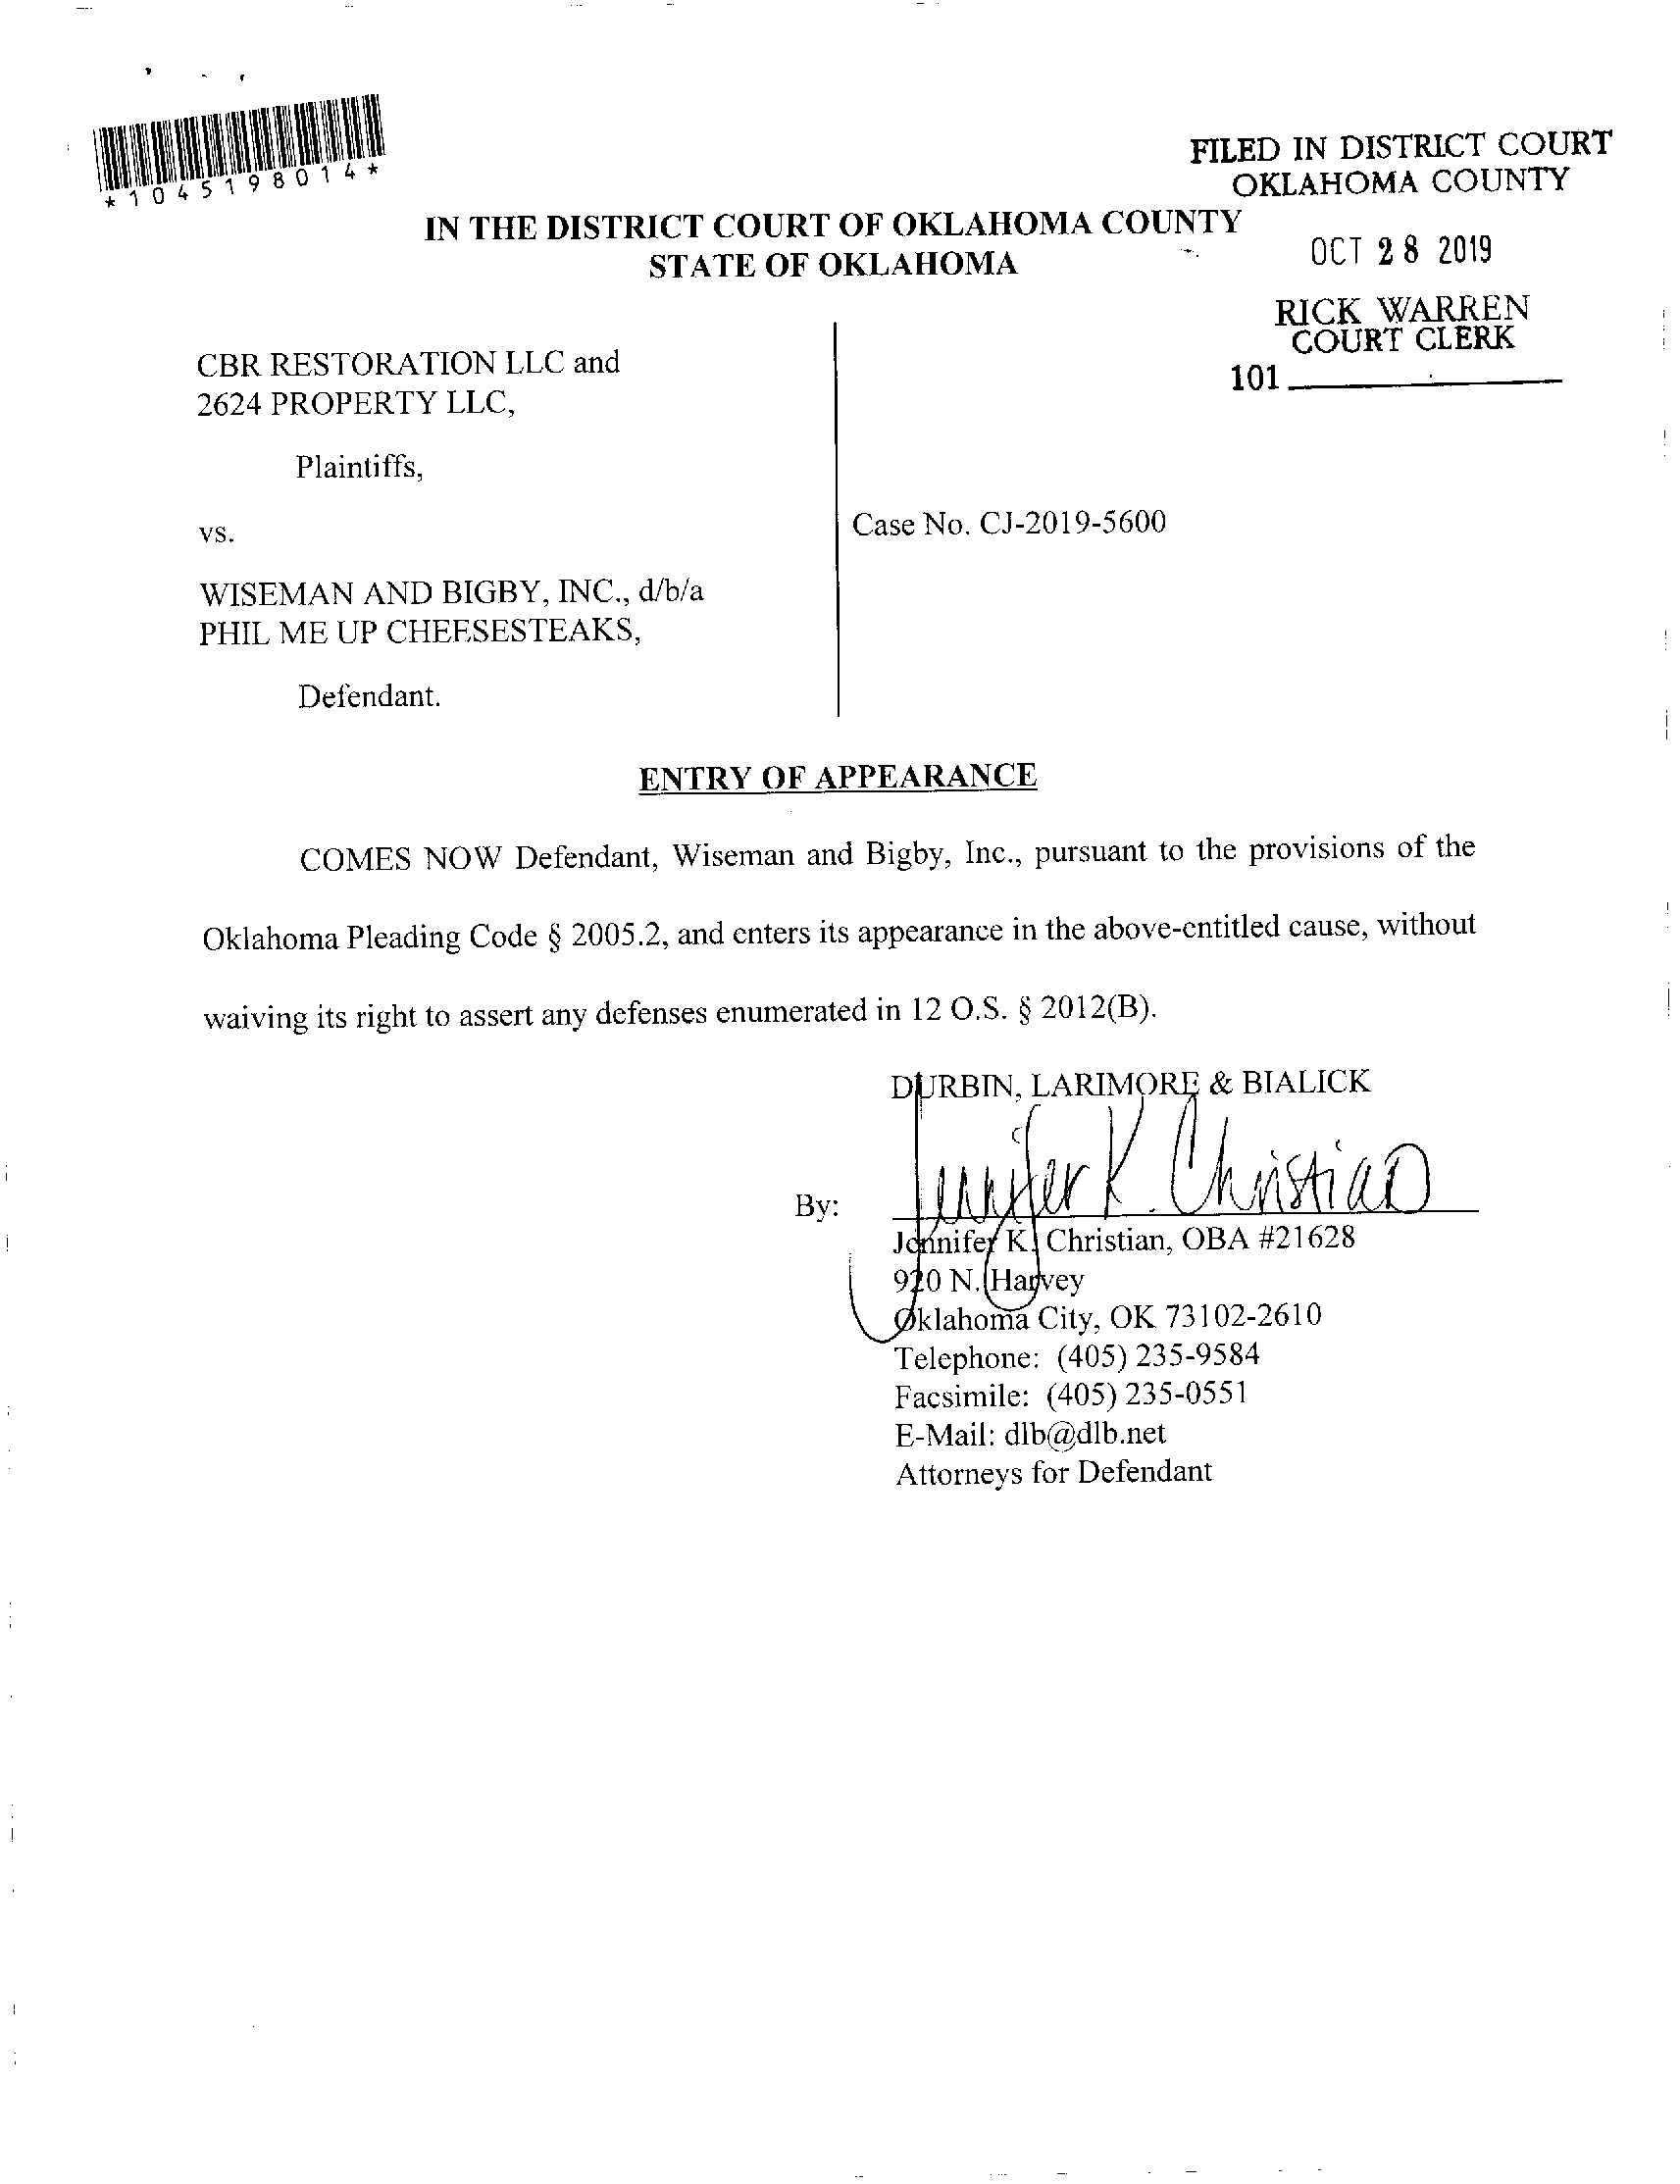 *1045198014*
FILED IN DISTRICT COURT
OKLAHOMA COUNTY
IN THE DISTRICT COURT OF OKLAHOMA COUNTY
STATE OF OKLAHOMA
OCT 28 2019
RICK WARREN
COURT CLERK
101
CBR RESTORATION LLC and
2624 PROPERTY LLC,
Plaintiffs,
vs.
Case No. CJ-2019-5600
WISEMAN AND BIGBY, INC., d/b/a
PHIL ME UP CHEESESTEAKS,
Defendant.
ENTRY OF APPEARANCE
COMES NOW Defendant, Wiseman and Bigby, Inc., pursuant to the provisions of the
Oklahoma Pleading Code § 2005.2, and enters its appearance in the above-entitled cause, without
waiving its right to assert any defenses enumerated in 12 O.S. § 2012(B).
DURBIN, LARIMORE & BIALICK
Jennifer K. Christian
By:
Jennifer K. Christian, OBA #21628
920 N. Harvey
Oklahoma City, OK 73102-2610
Telephone: (405) 235-9584
Facsimile: (405) 235-0551
E-Mail: dlb@dlb.net
Attorneys for Defendant